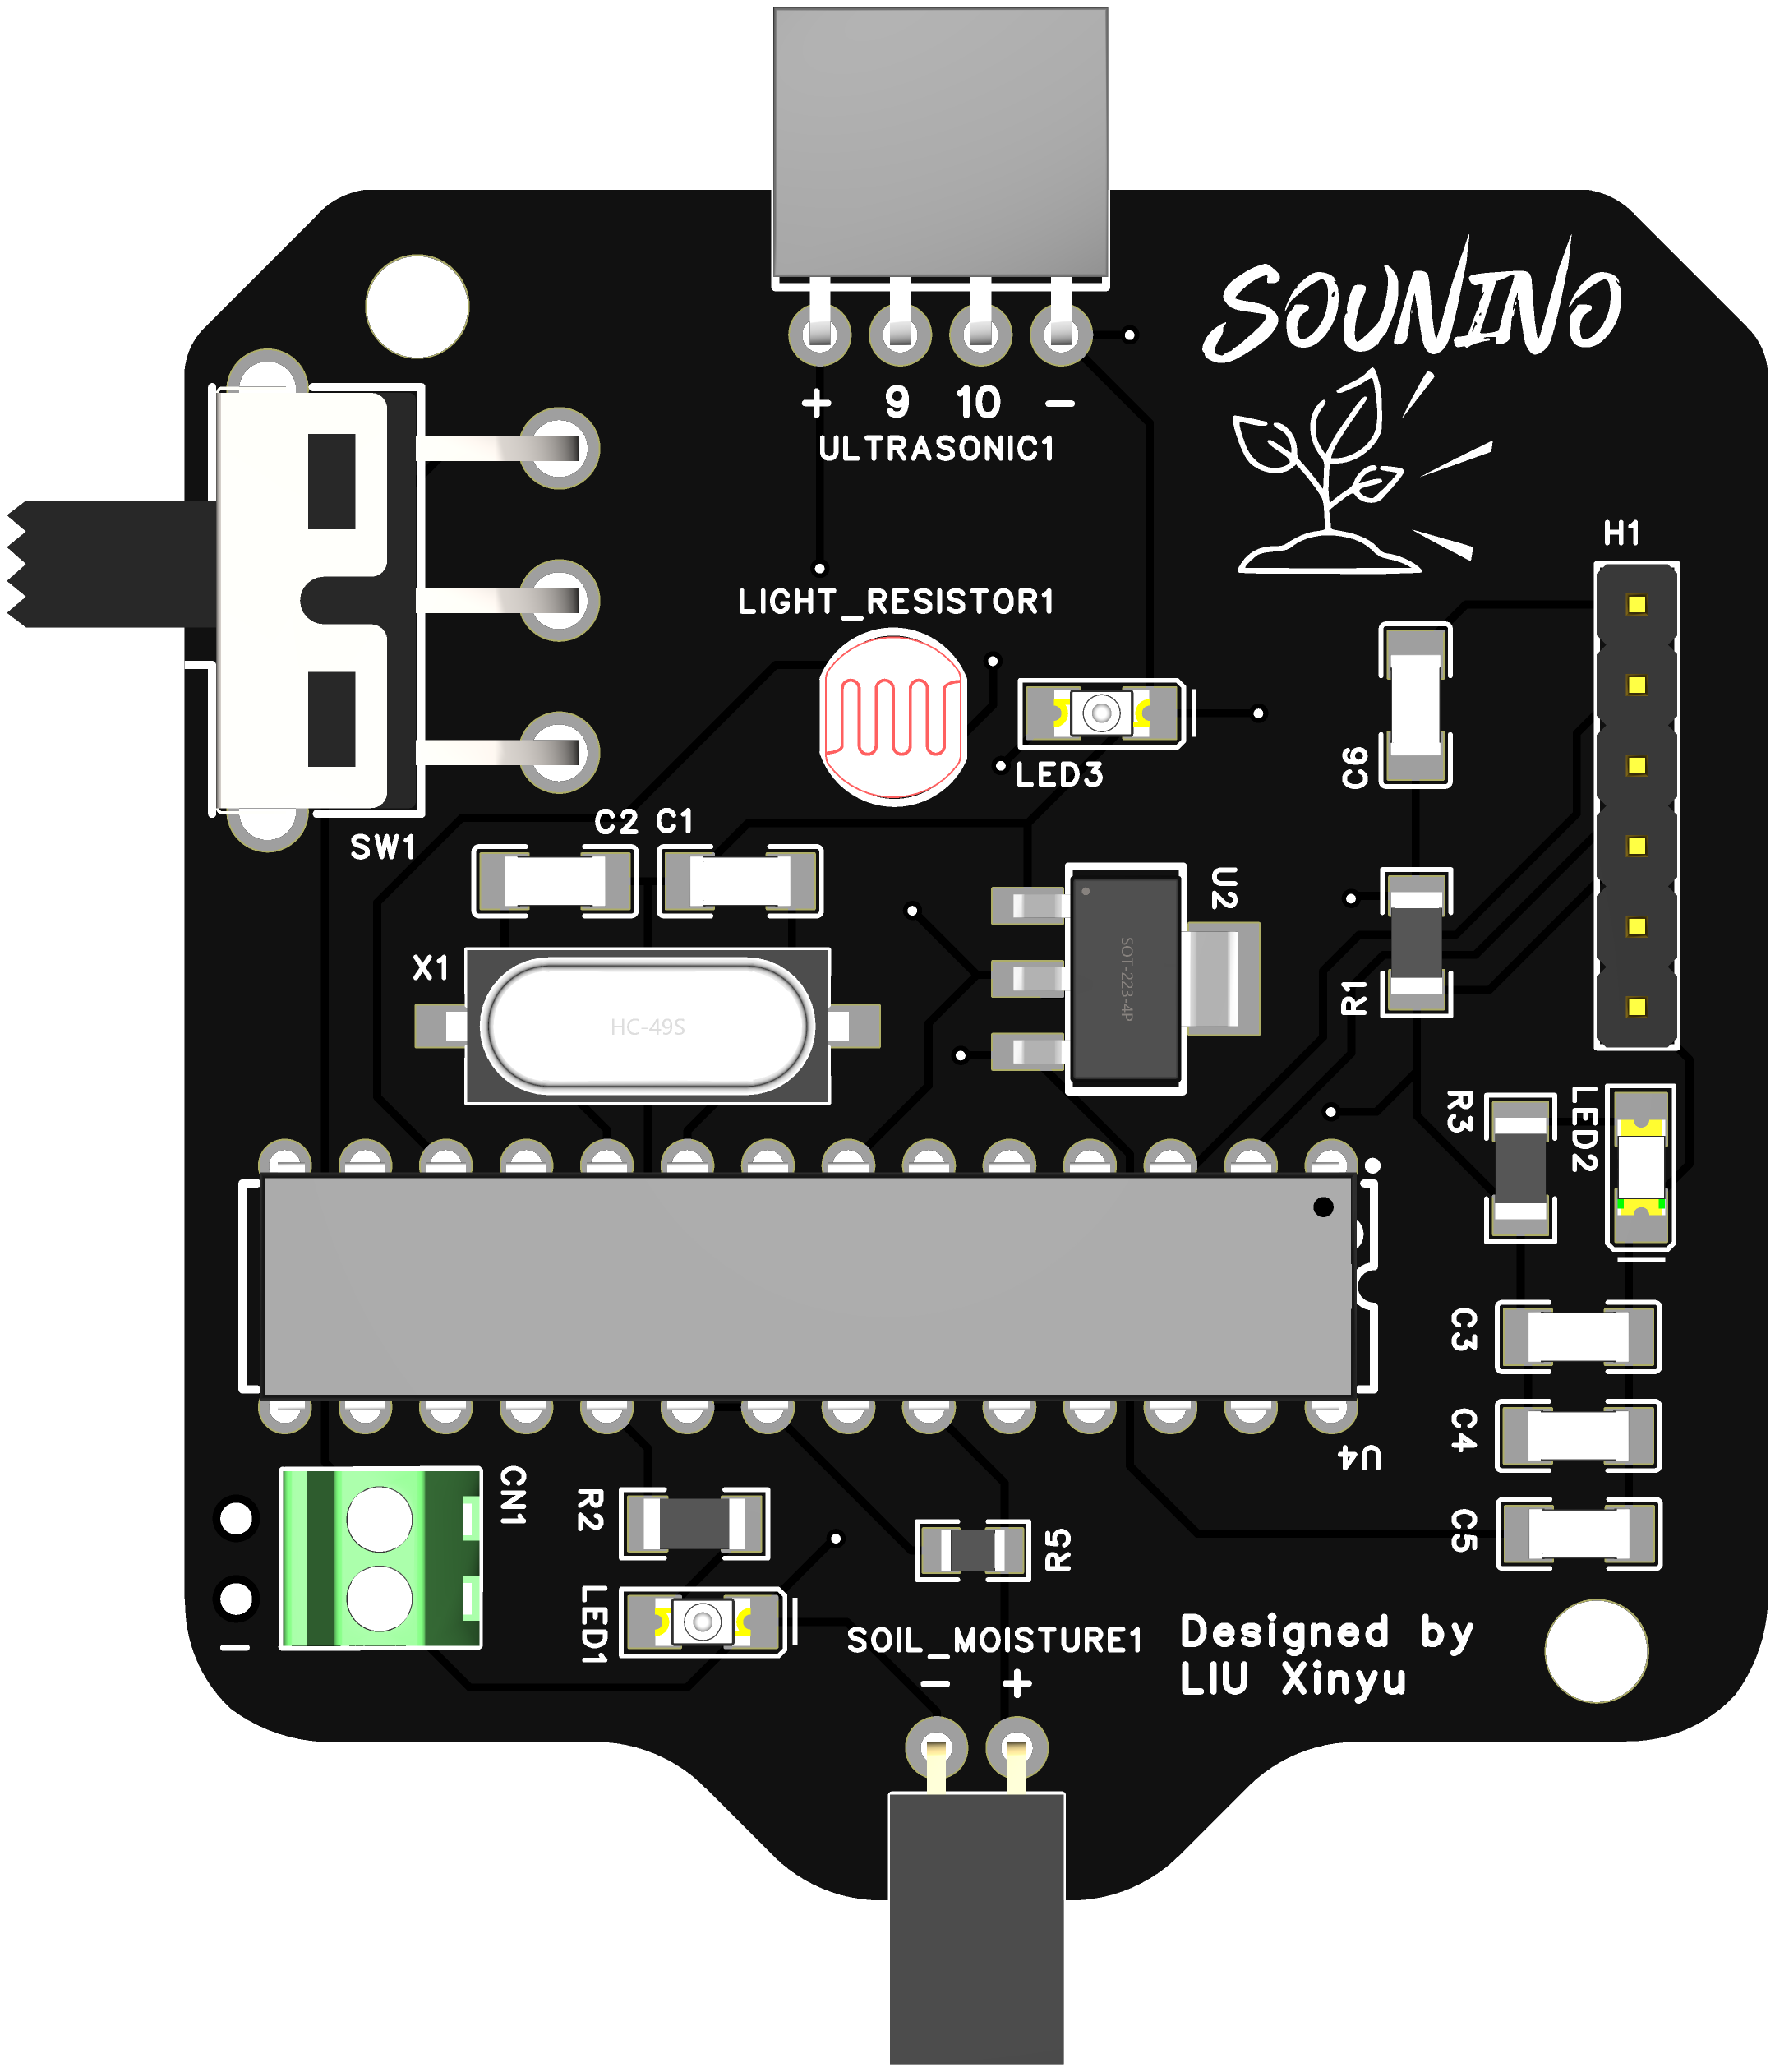 SOUNINO
+ 9 10 -
ULTRASONIC1
H1
LIGHT_RESISTOR1
LED3
C6
SW1
C2 C1
U2
X1
HC-49S
SOT-223-4P
R1
R3
LED2
C3
C4
U4
C5
CN1
R2
R5
LED1
SOIL_MOISTURE1
- +
Designed by
LIU Xinyu
-